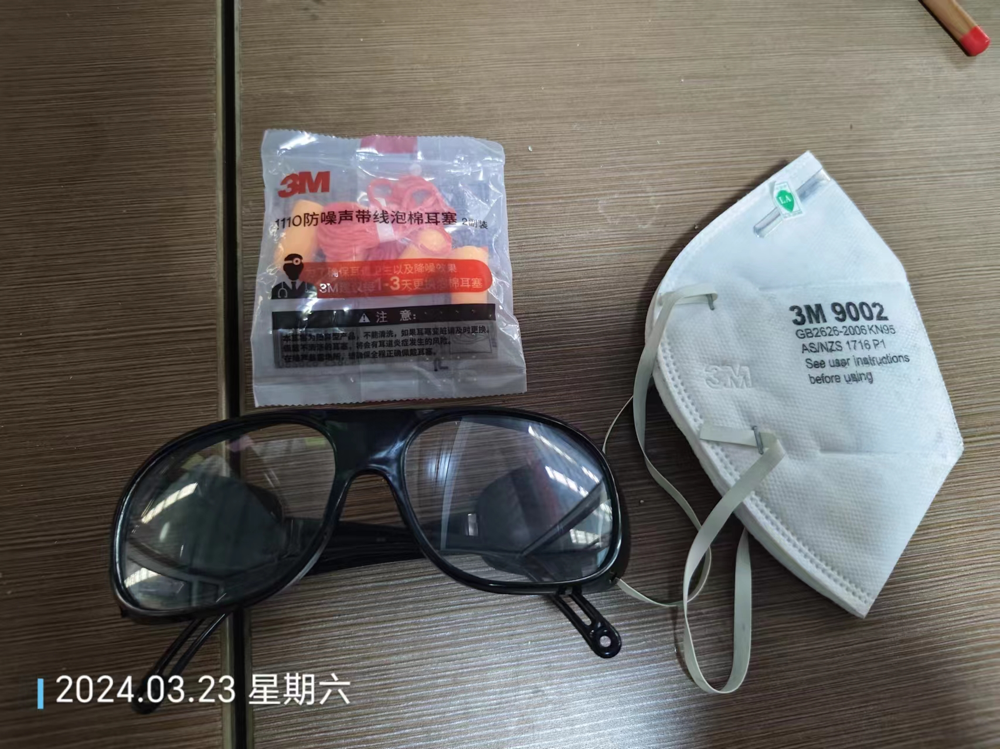 3M
1110防噪声带线泡棉耳塞 2副装
为了确保耳道卫生以及降噪效果
3M建议每1-3天更换泡棉耳塞
注 意:
本耳塞为随弃型产品，不能清洗，如果耳塞变脏请及时更换。
佩戴不清洁的耳塞，将会有耳道炎症发生的风险。
在噪声暴露场所，请确保全程正确佩戴耳塞。
LA
3M 9002
GB2626-2006 KN95
AS/NZS 1716 P1
See user instructions
before using
3M
2024.03.23 星期六